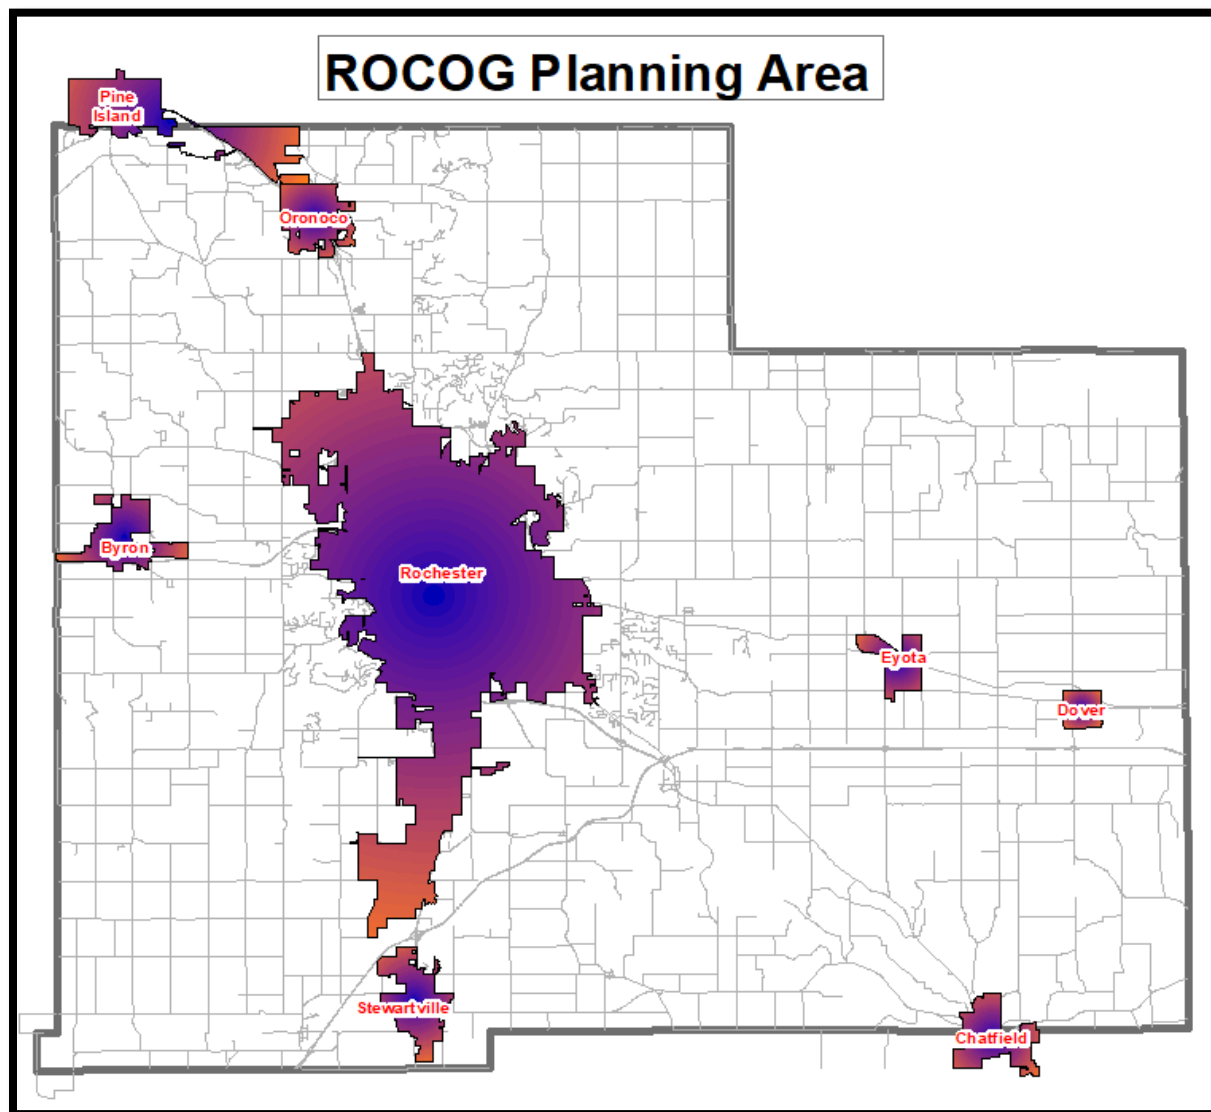 ROCOG Planning Area
Pine
Island
Oronoco
Byron
Rochester
Eyota
Dover
Stewartville
Chatfield